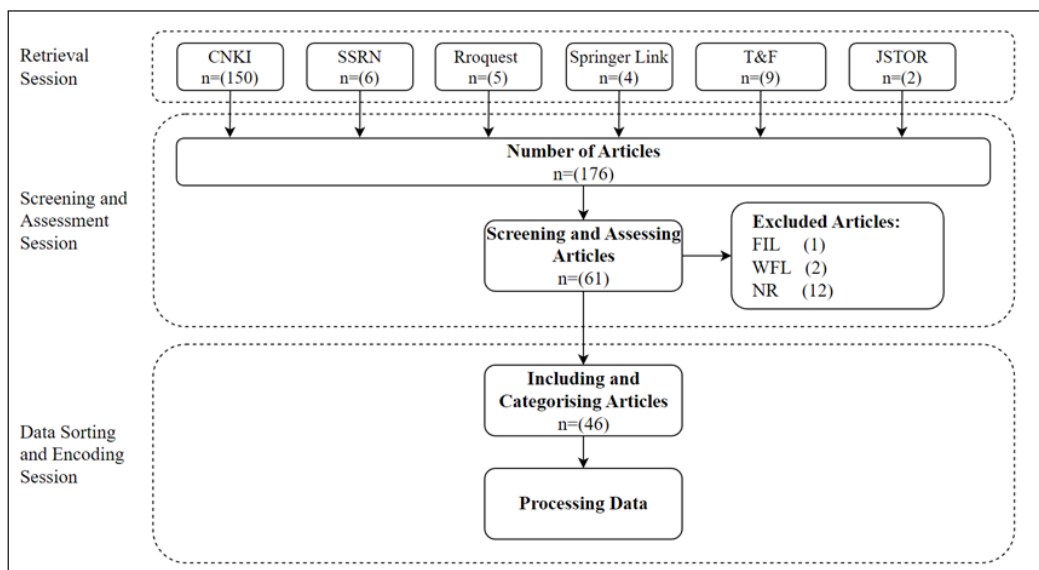 Retrieval
Session
CNKI
n=(150)
SSRN
n=(6)
Rroquest
n=(5)
Springer Link
n=(4)
T&F
n=(9)
JSTOR
n=(2)
Screening and
Assessment
Session
Number of Articles
n=(176)
Screening and Assessing
Articles
n=(61)
Excluded Articles:
FIL (1)
WFL (2)
NR (12)
Data Sorting
and Encoding
Session
Including and
Categorising Articles
n=(46)
Processing Data